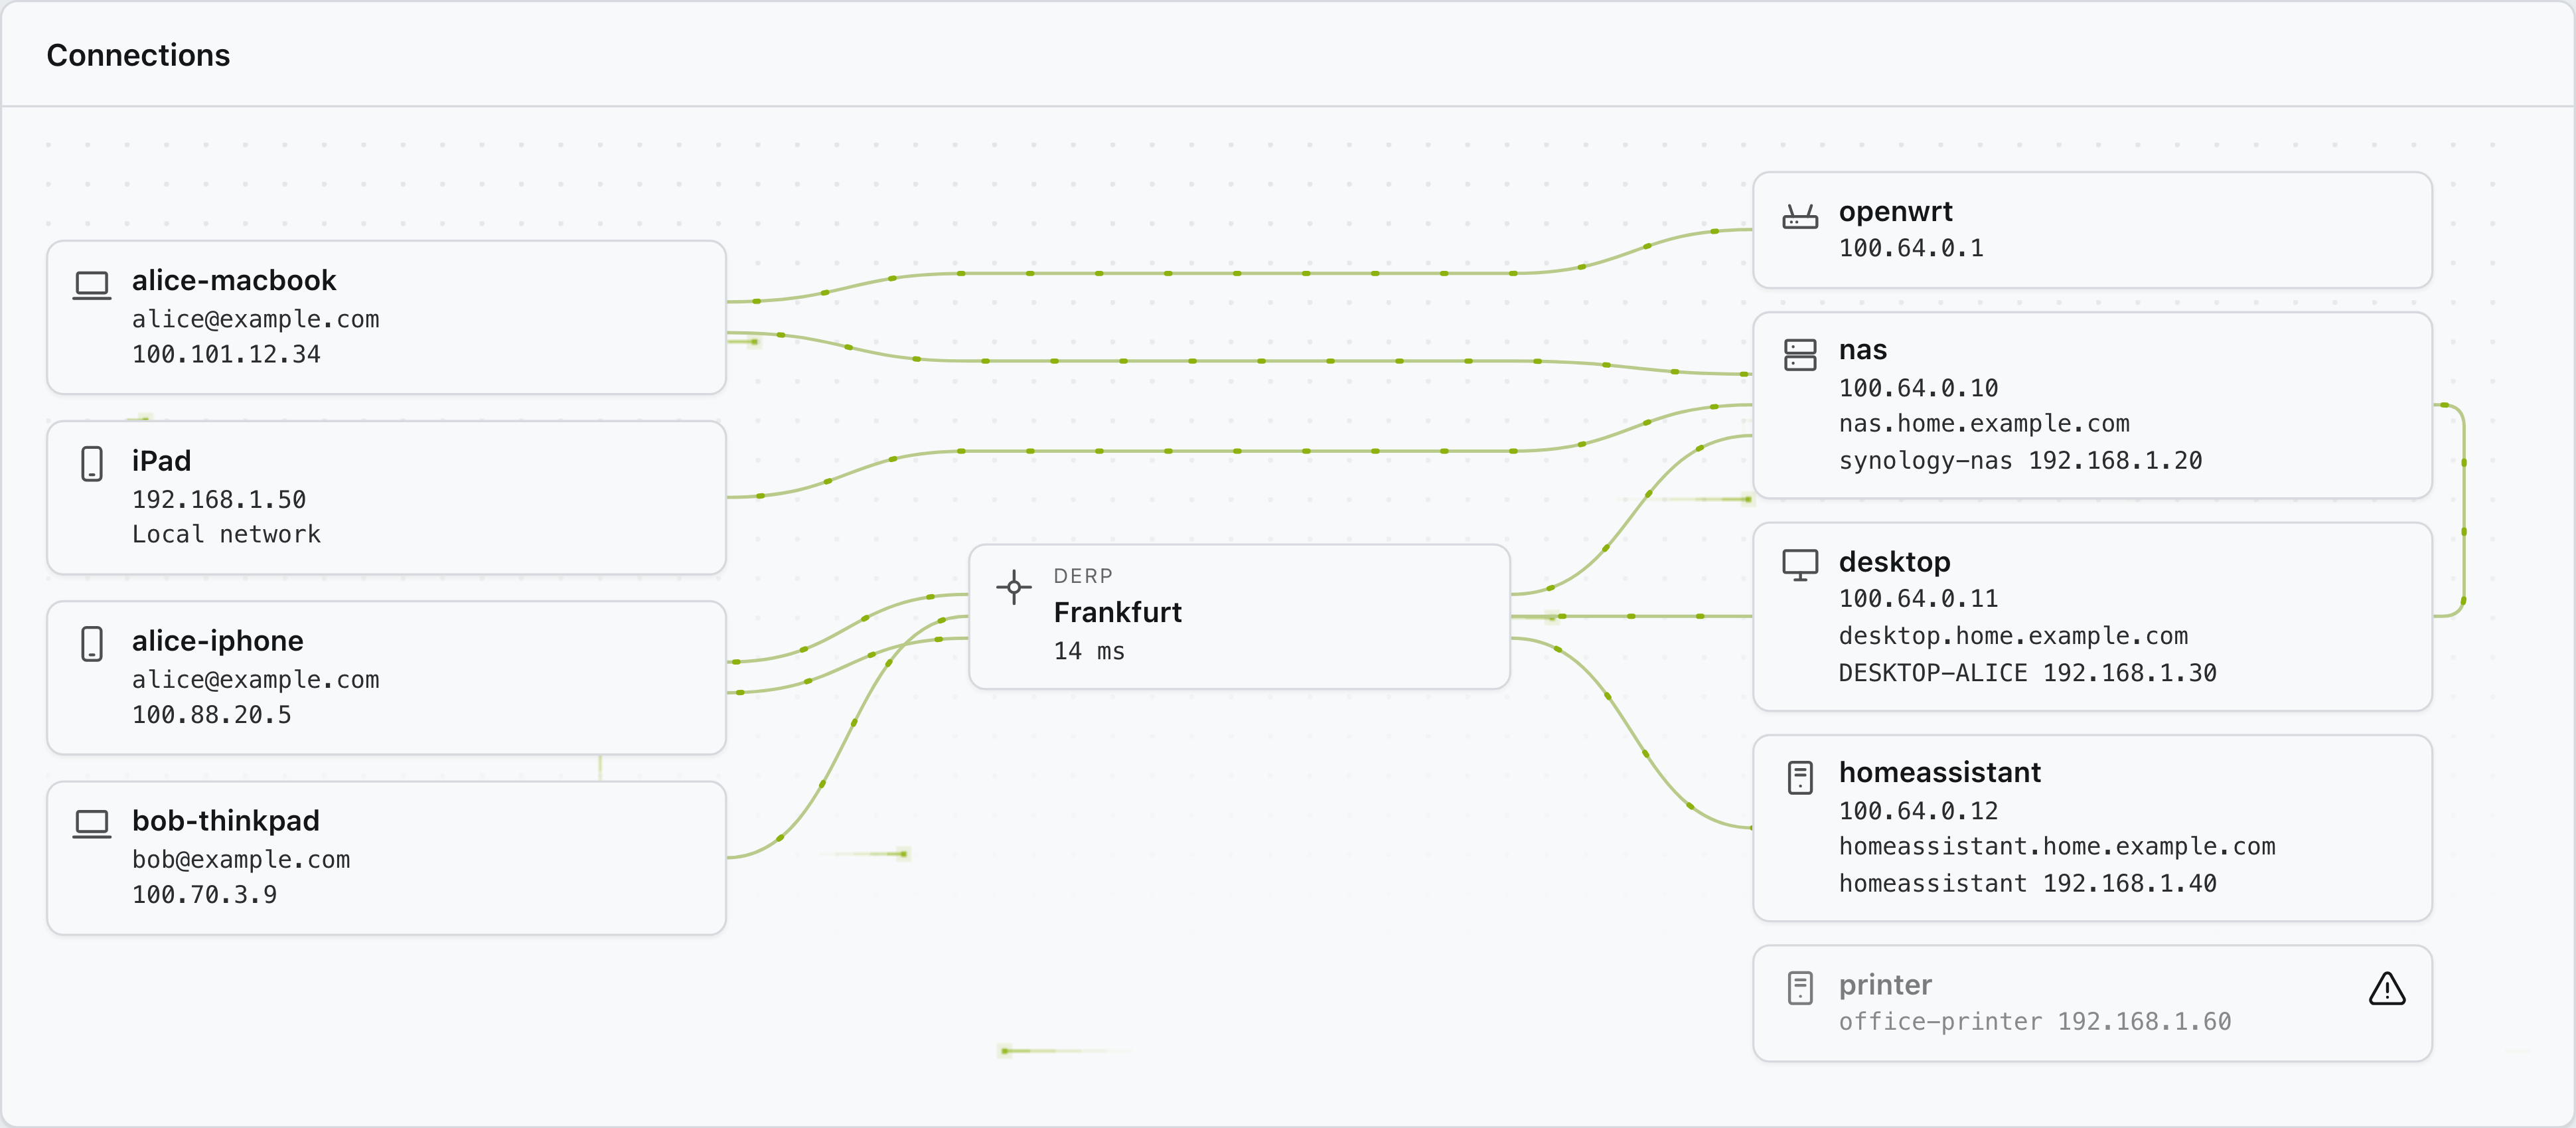 Connections
alice-macbook
alice@example.com
100.101.12.34
iPad
192.168.1.50
Local network
alice-iphone
alice@example.com
100.88.20.5
bob-thinkpad
bob@example.com
100.70.3.9
DERP
Frankfurt
14 ms
openwrt
100.64.0.1
nas
100.64.0.10
nas.home.example.com
synology-nas 192.168.1.20
desktop
100.64.0.11
desktop.home.example.com
DESKTOP-ALICE 192.168.1.30
homeassistant
100.64.0.12
homeassistant.home.example.com
homeassistant 192.168.1.40
printer
office-printer 192.168.1.60